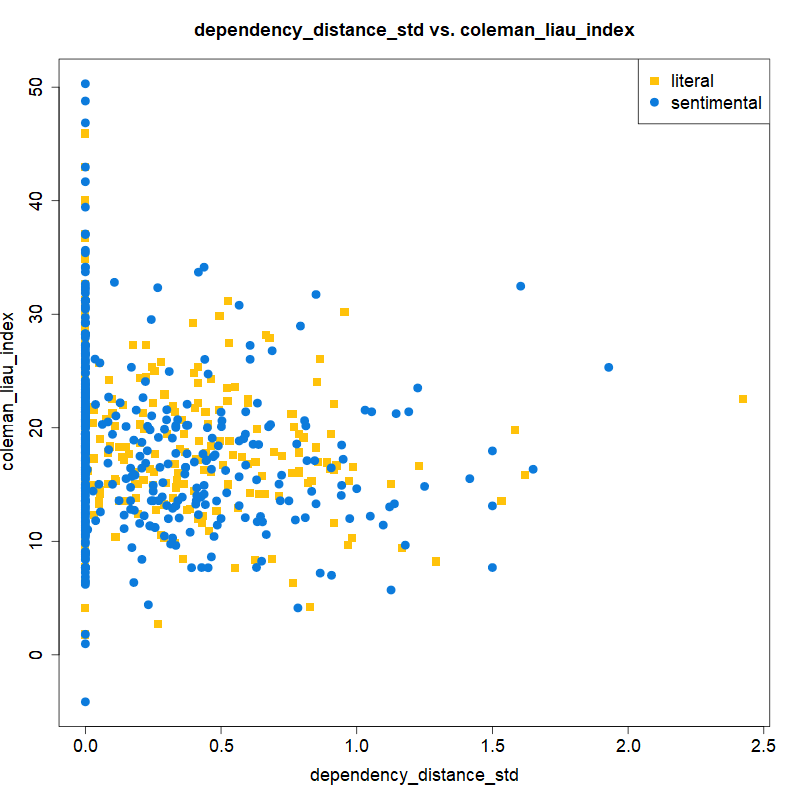 dependency_distance_std vs. coleman_liau_index
literal
sentimental
50
40
30
20
10
0
coleman_liau_index
0.0 0.5 1.0 1.5 2.0 2.5
dependency_distance_std